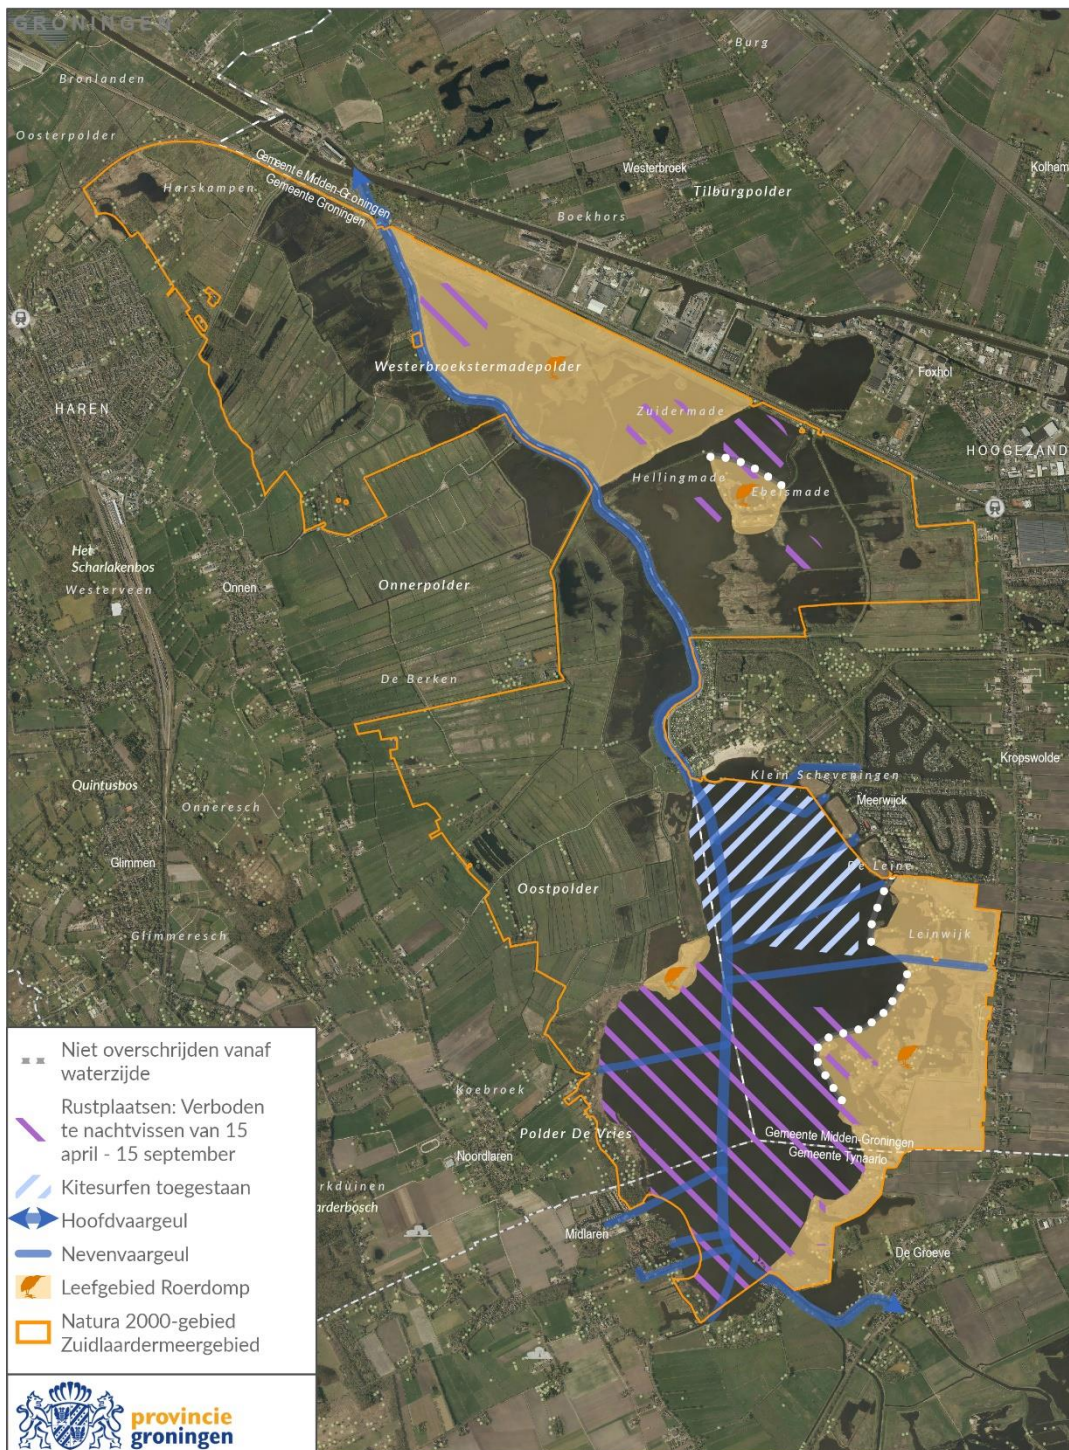 GRONINGEN
Burg
Bronlanden
Oosterpolder
Westerbroek
Kolham
Tilburgpolder
Gemeente Midden-Groningen
Gemeente Groningen
Harskampen
Boekhors
Westerbroekstermadepolder
Foxhol
HAREN
Zuidermade
HOOGEZAND
Hellingmade
Ebelsmade
Het
Scharlakenbos
Westerveen
Onnen
Onnerpolder
De Berken
Kropswolde
Klein Scheveningen
Quintusbos
Onneresch
Meerwijck
Glimmen
De Leine
Oostpolder
Glimmeresch
Leinwijk
Koebroek
Polder De Vries
Gemeente Midden-Groningen
Gemeente Tynaarlo
Noordlaren
rkduinen
arderbosch
Midlaren
De Groeve
Niet overschrijden vanaf
waterzijde
Rustplaatsen: Verboden
te nachtvissen van 15
april - 15 september
Kitesurfen toegestaan
Hoofdvaargeul
Nevenvaargeul
Leefgebied Roerdomp
Natura 2000-gebied
Zuidlaardermeergebied
provincie
groningen